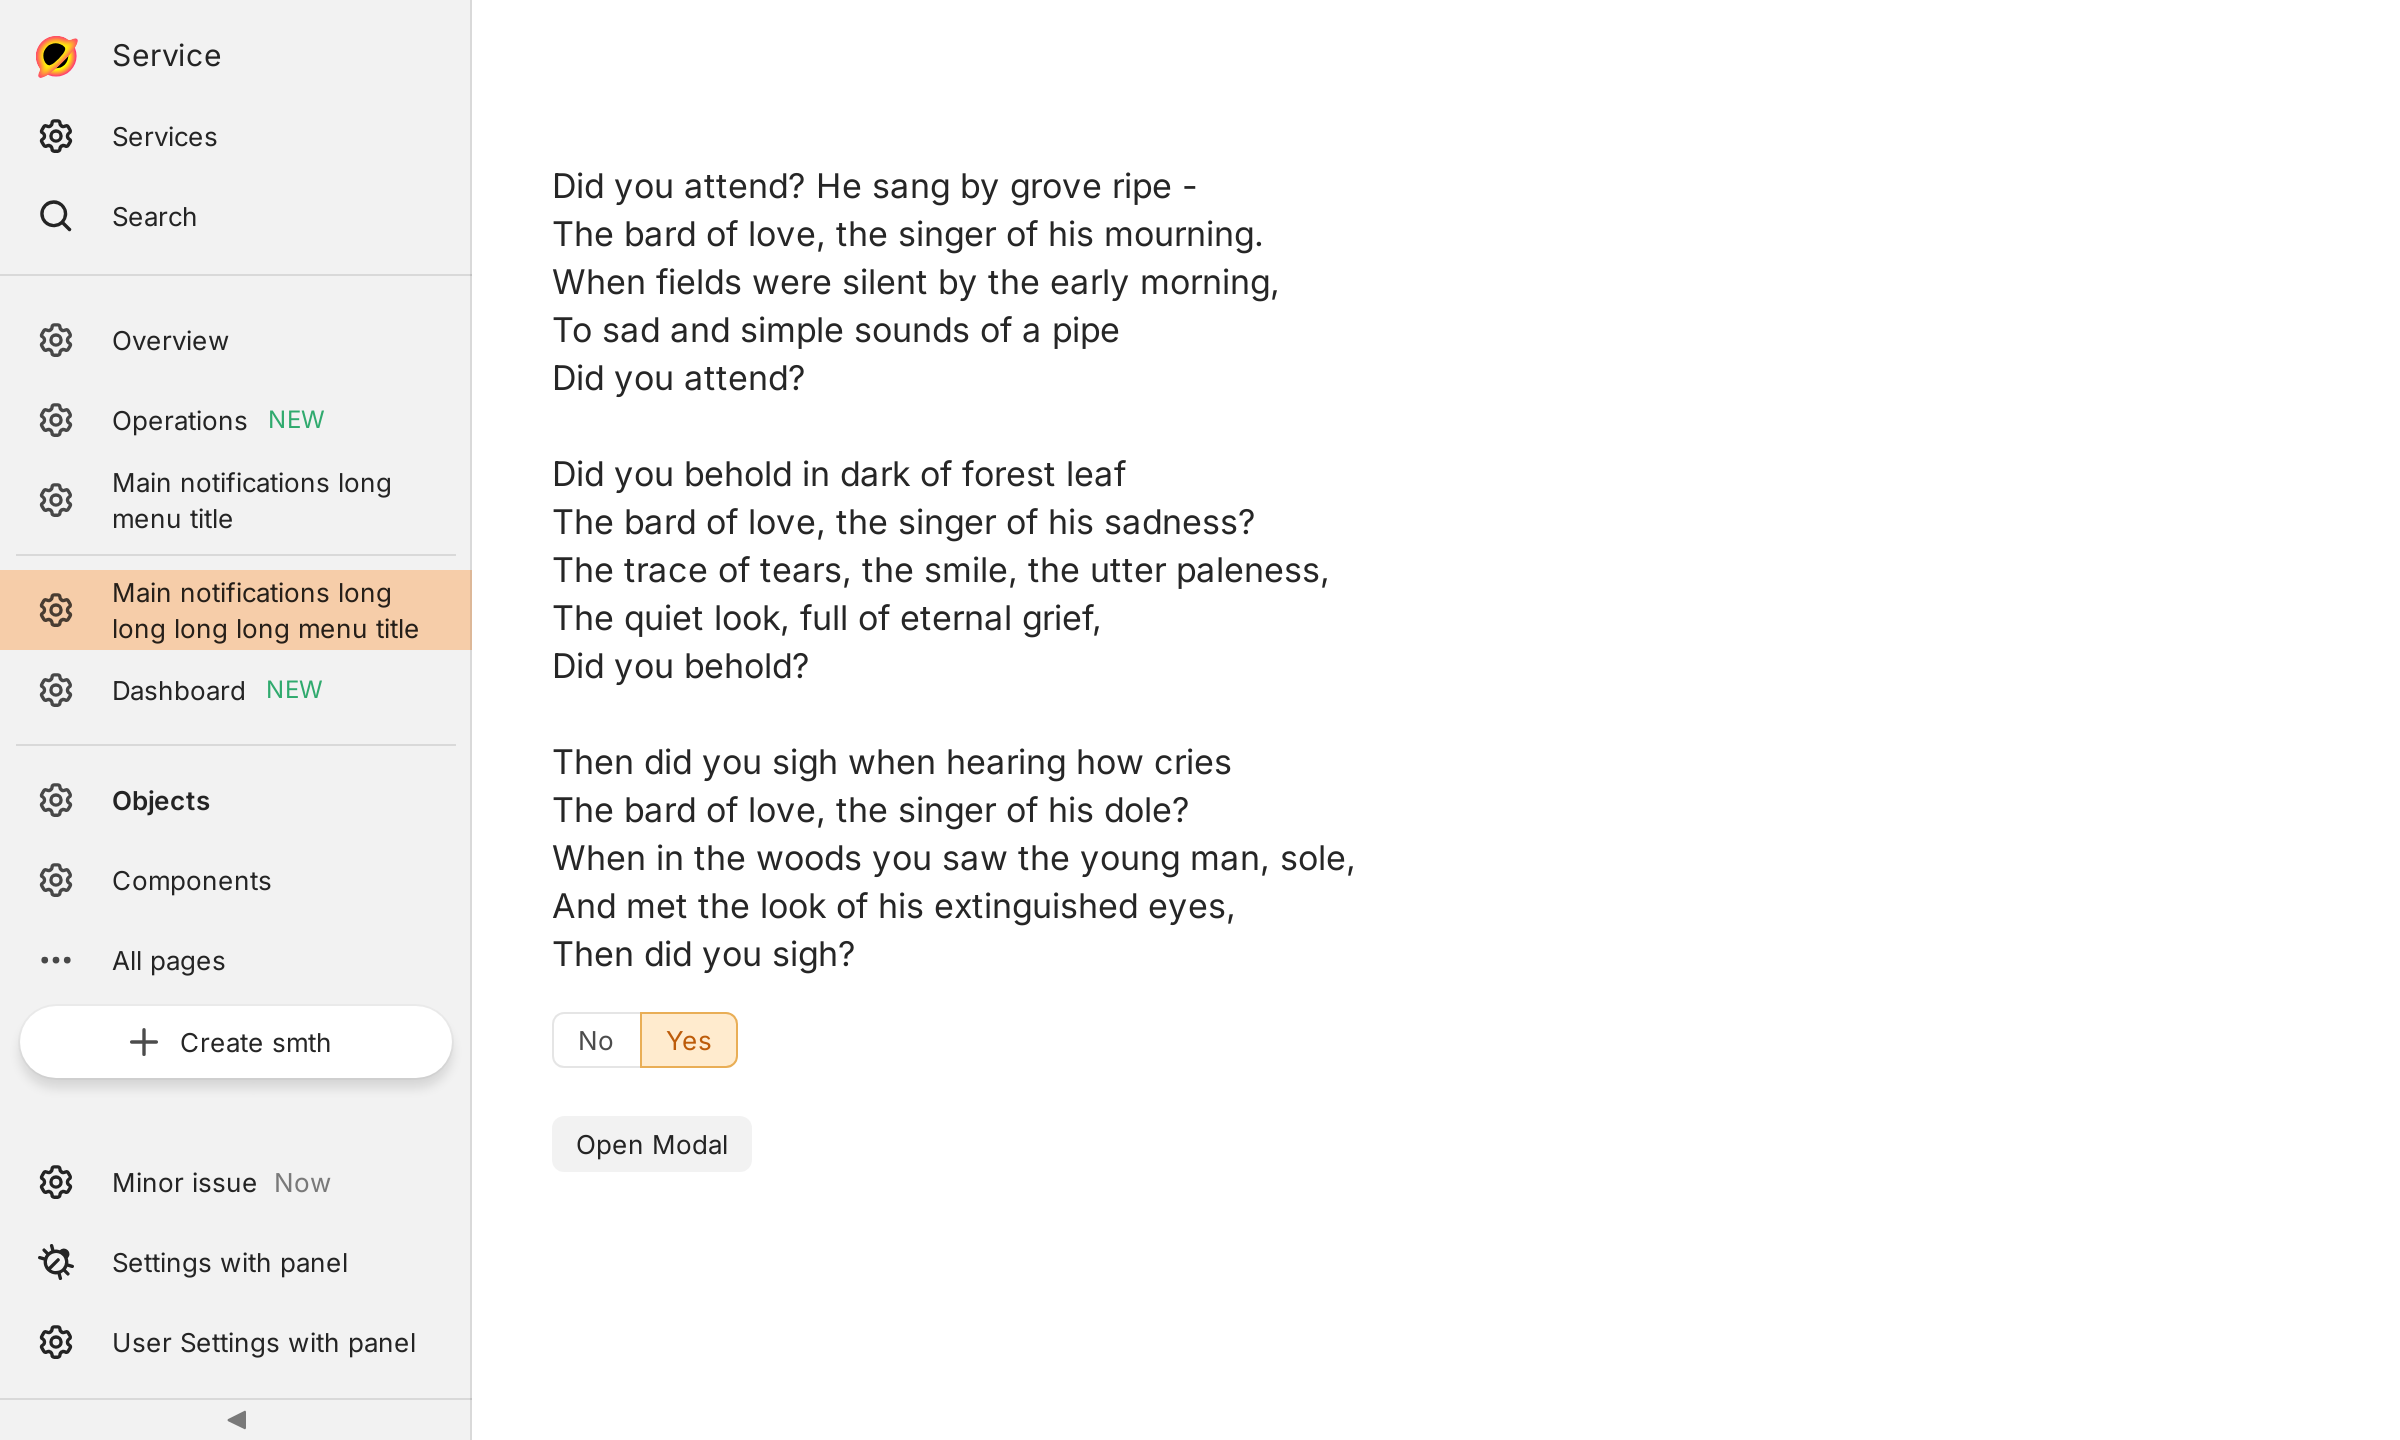 Service
Services
Search
Overview
Operations NEW
Main notifications long
menu title
Main notifications long
long long long menu title
Dashboard NEW
Objects
Components
All pages
Create smth
Minor issue Now
Settings with panel
User Settings with panel
Did you attend? He sang by grove ripe -
The bard of love, the singer of his mourning.
When fields were silent by the early morning,
To sad and simple sounds of a pipe
Did you attend?
Did you behold in dark of forest leaf
The bard of love, the singer of his sadness?
The trace of tears, the smile, the utter paleness,
The quiet look, full of eternal grief,
Did you behold?
Then did you sigh when hearing how cries
The bard of love, the singer of his dole?
When in the woods you saw the young man, sole,
And met the look of his extinguished eyes,
Then did you sigh?
No Yes
Open Modal